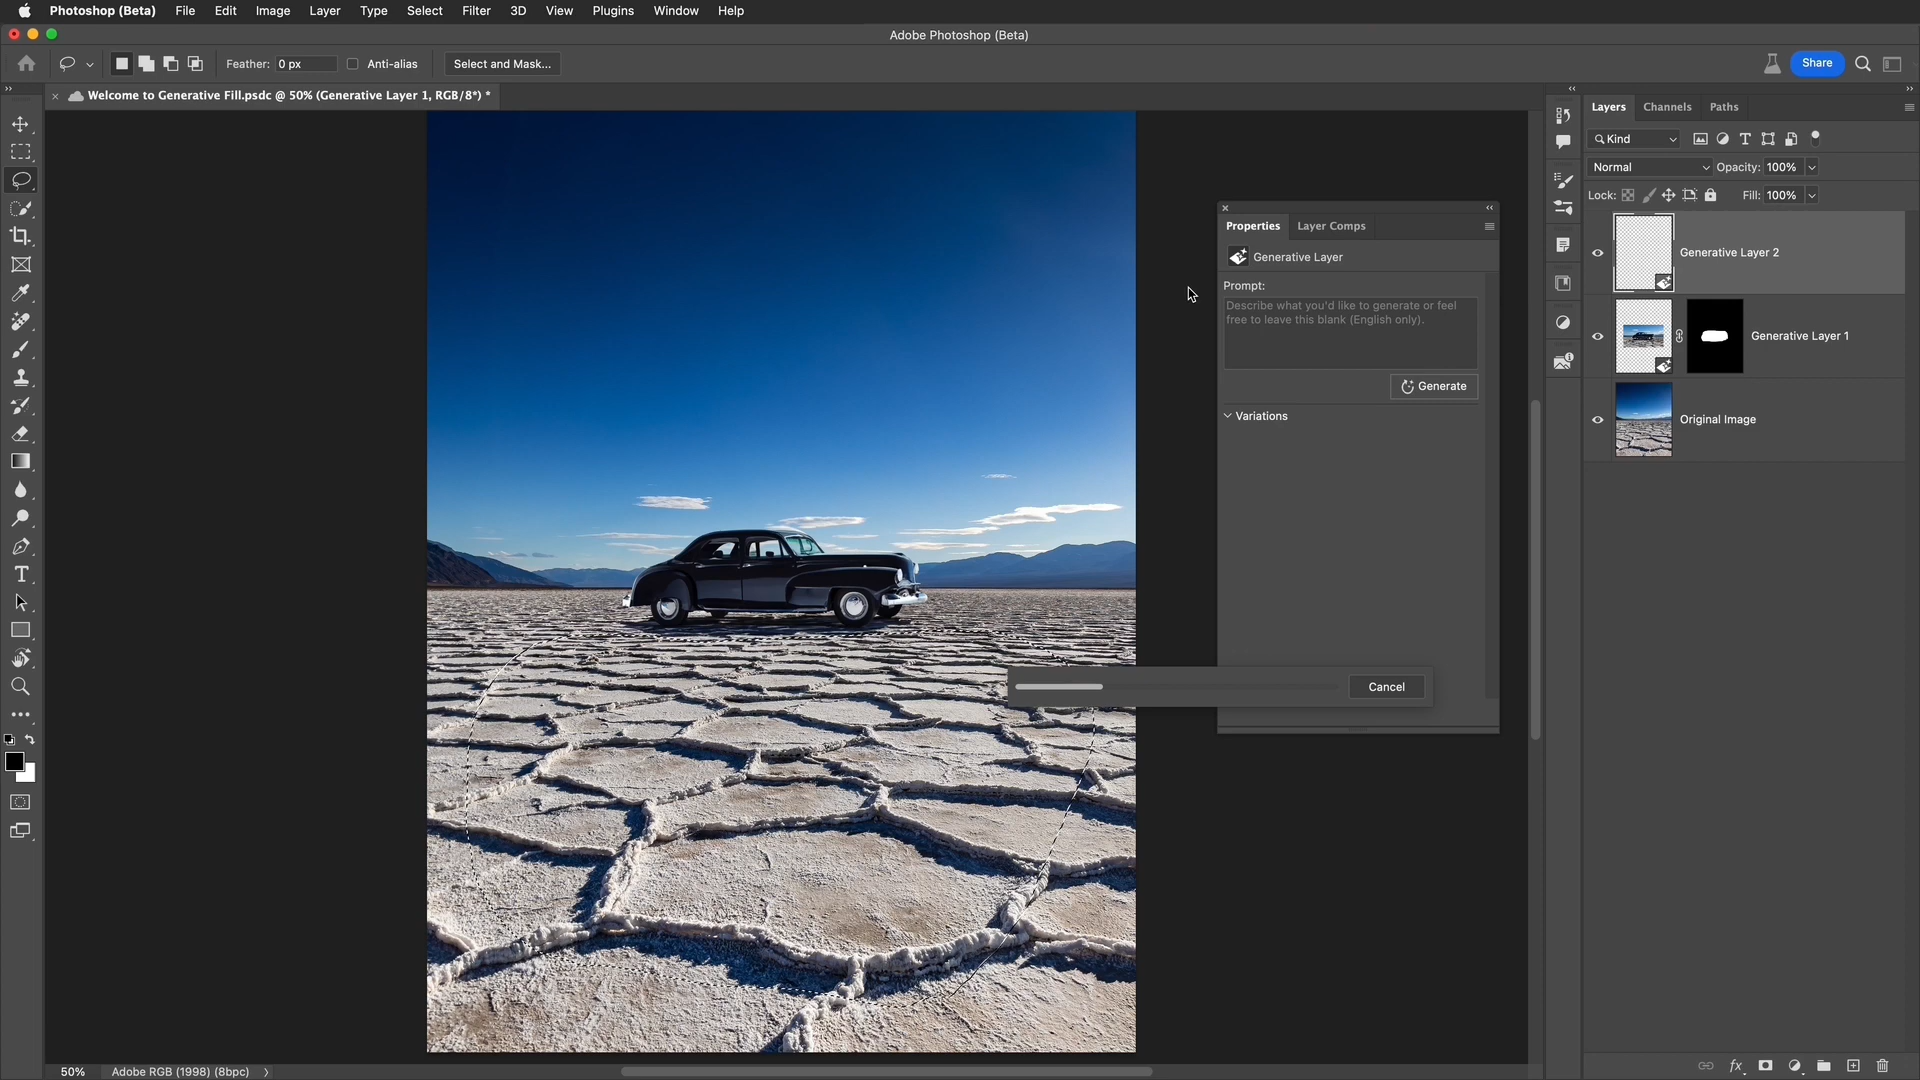 Photoshop (Beta) File Edit Image Layer Type Select Filter 3D View Plugins Window Help
Adobe Photoshop (Beta)
Feather: 0 px Anti-alias Select and Mask... Share
Welcome to Generative Fill.psdc @ 50% (Generative Layer 1, RGB/8*) *
Layers Channels Paths
Kind
Normal Opacity: 100%
Lock: Fill: 100%
Generative Layer 2
Generative Layer 1
Original Image
Properties Layer Comps
Generative Layer
Prompt:
Describe what you'd like to generate or feel
free to leave this blank (English only).
Generate
Variations
Cancel
50% Adobe RGB (1998) (8bpc)